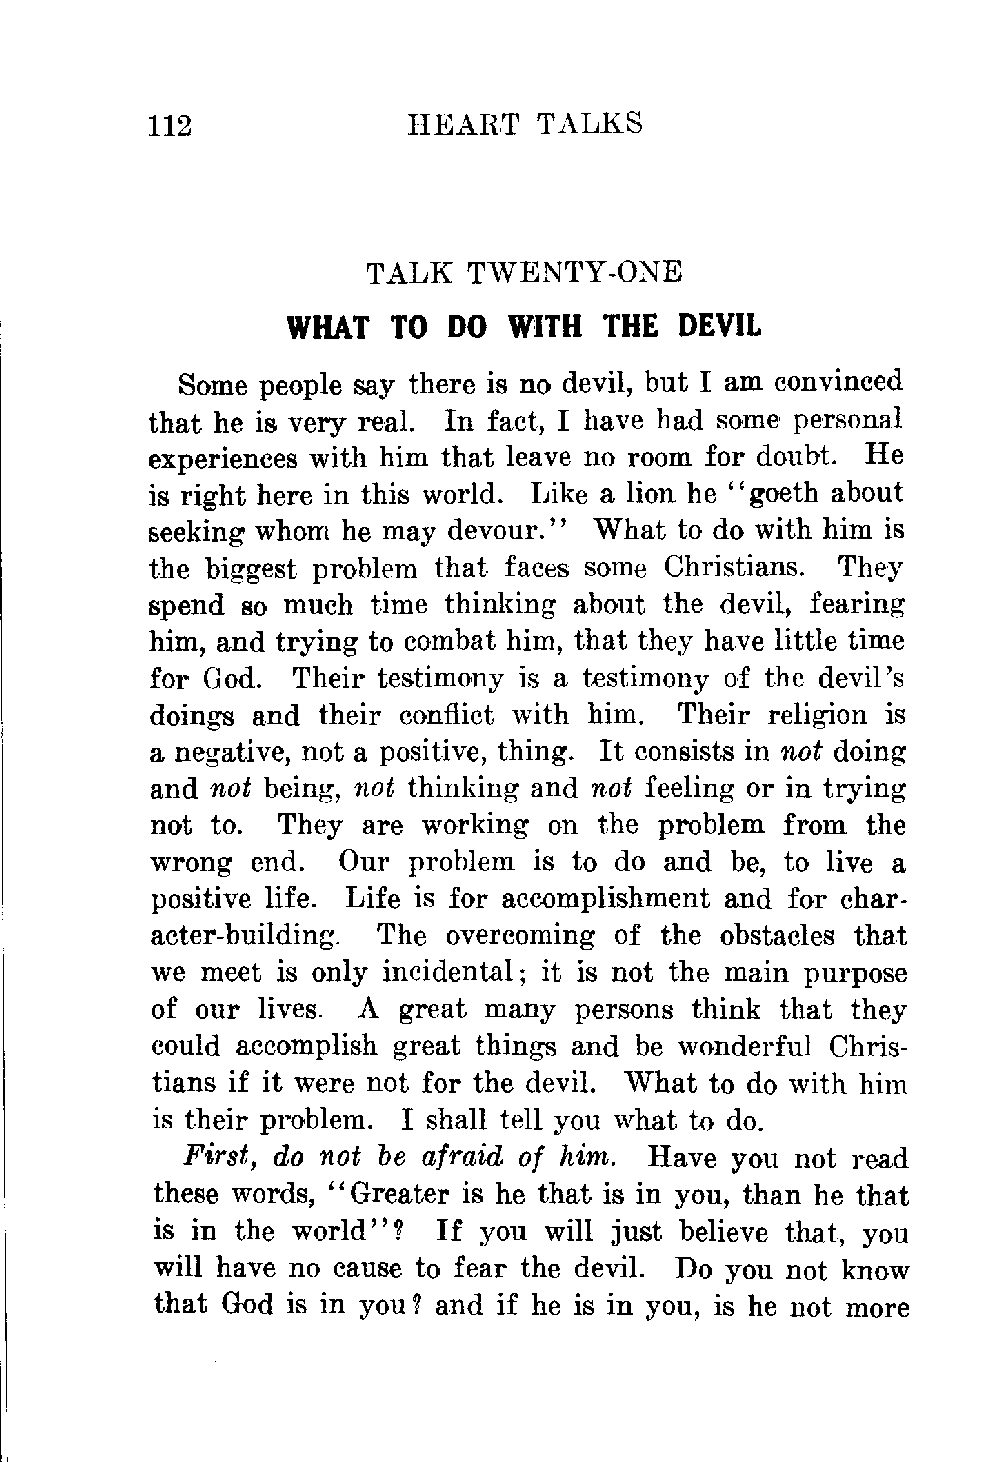 112 HEART TALKS
TALK TWENTY-ONE
WHAT TO DO WITH THE DEVIL
Some people say there is no devil, but I am convinced
that he is very real. In fact, I have had some personal
experiences with him that leave no room for doubt. He
is right here in this world. Like a lion he ‘‘goeth about
seeking whom he may devour.’’ What to do with him is
the biggest problem that faces some Christians. They
spend so much time thinking about the devil, fearing
him, and trying to combat him, that they have little time
for God. Their testimony is a testimony of the devil’s
doings and their conflict with him. Their religion is
a negative, not a positive, thing. It consists in not doing
and not being, not thinking and not feeling or in trying
not to. They are working on the problem from the
wrong end. Our problem is to do and be, to live a
positive life. Life is for accomplishment and for char-
acter-building. The overcoming of the obstacles that
we meet is only incidental; it is not the main purpose
of our lives. A great many persons think that they
could accomplish great things and be wonderful Chris-
tians if it were not for the devil. What to do with him
is their problem. I shall tell you what to do.
First, do not be afraid of him. Have you not read
these words, ‘‘Greater is he that is in you, than he that
is in the world’’? If you will just believe that, you
will have no cause to fear the devil. Do you not know
that God is in you? and if he is in you, is he not more